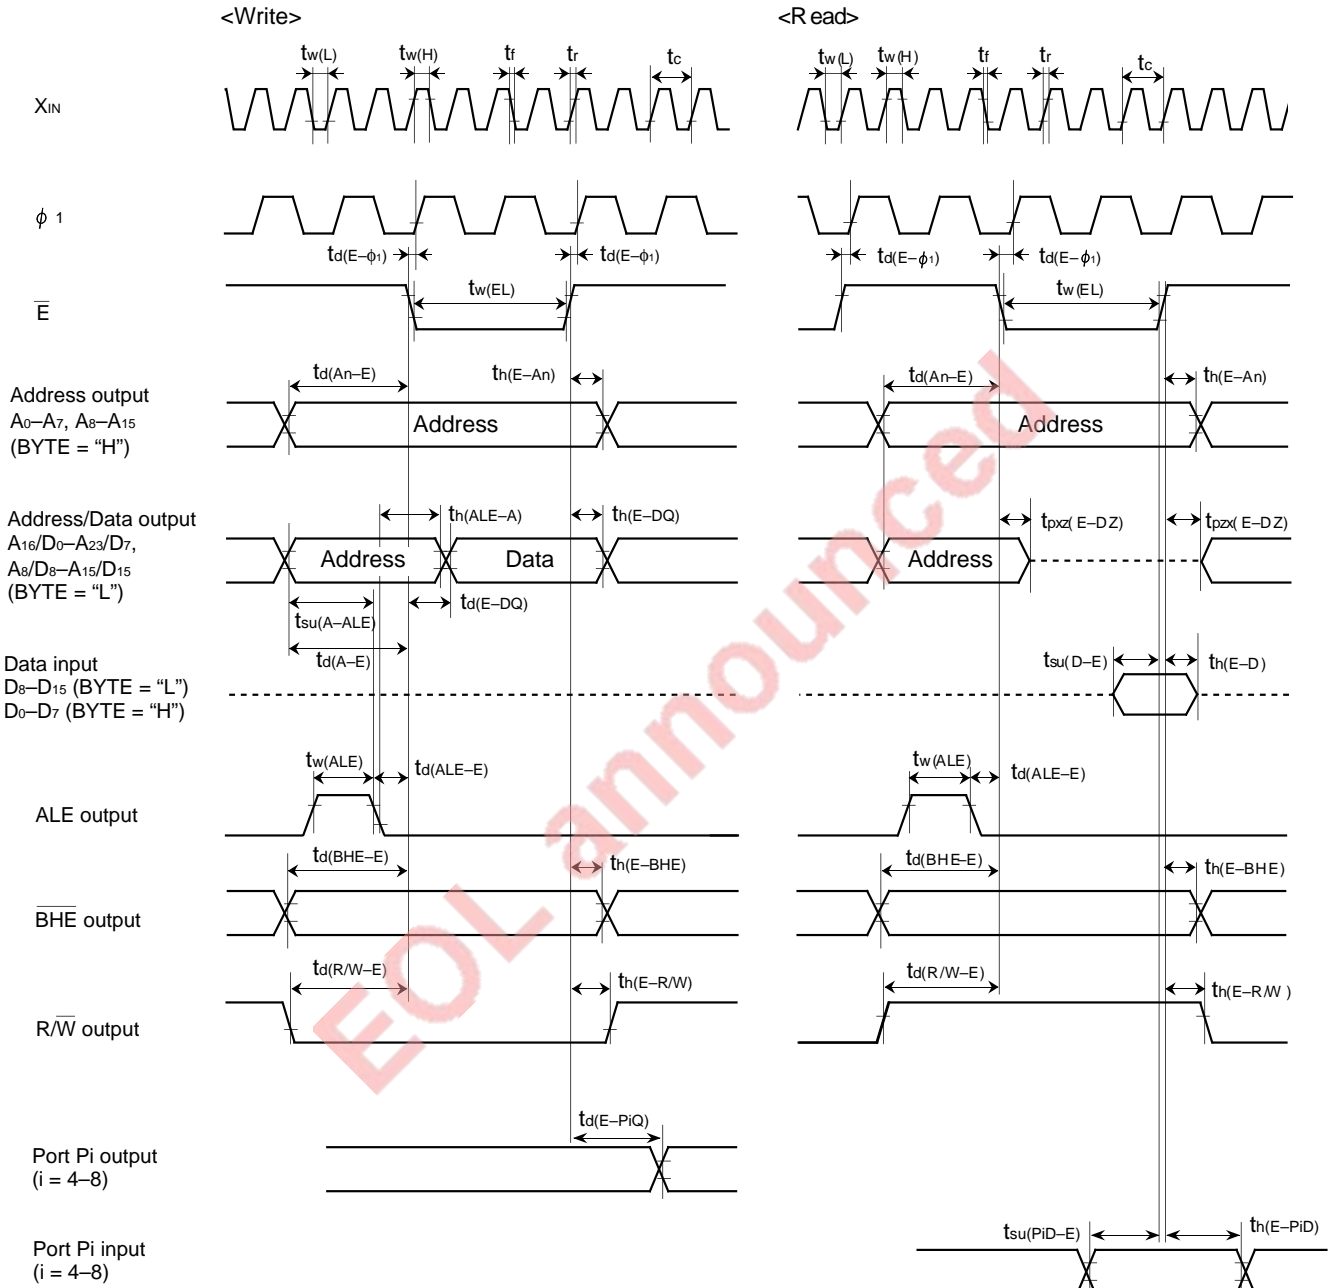 <Write> <Read>
tw(L) tw(H) tf tr tc tw(L) tw(H) tf tr tc
XIN
ϕ 1
td(E–ϕ1) td(E–ϕ1) td(E–ϕ1) td(E–ϕ1)
tw(EL) tw(EL)
E
td(An–E) th(E–An) td(An–E) th(E–An)
Address output
A0–A7, A8–A15
(BYTE = “H”)
Address Address
th(ALE–A) th(E–DQ) tpxz(E–DZ) tpzx(E–DZ)
Address/Data output
A16/D0–A23/D7,
A8/D8–A15/D15
(BYTE = “L”)
Address Data Address
tsu(A–ALE) td(E–DQ)
td(A–E)
tsu(D–E) th(E–D)
Data input
D8–D15 (BYTE = “L”)
D0–D7 (BYTE = “H”)
tw(ALE) td(ALE–E) tw(ALE) td(ALE–E)
ALE output
td(BHE–E) th(E–BHE) td(BHE–E) th(E–BHE)
BHE output
td(R/W–E) th(E–R/W) td(R/W–E) th(E–R/W)
R/W output
td(E–PiQ)
Port Pi output
(i = 4–8)
tsu(PiD–E) th(E–PiD)
Port Pi input
(i = 4–8)
EOL announced